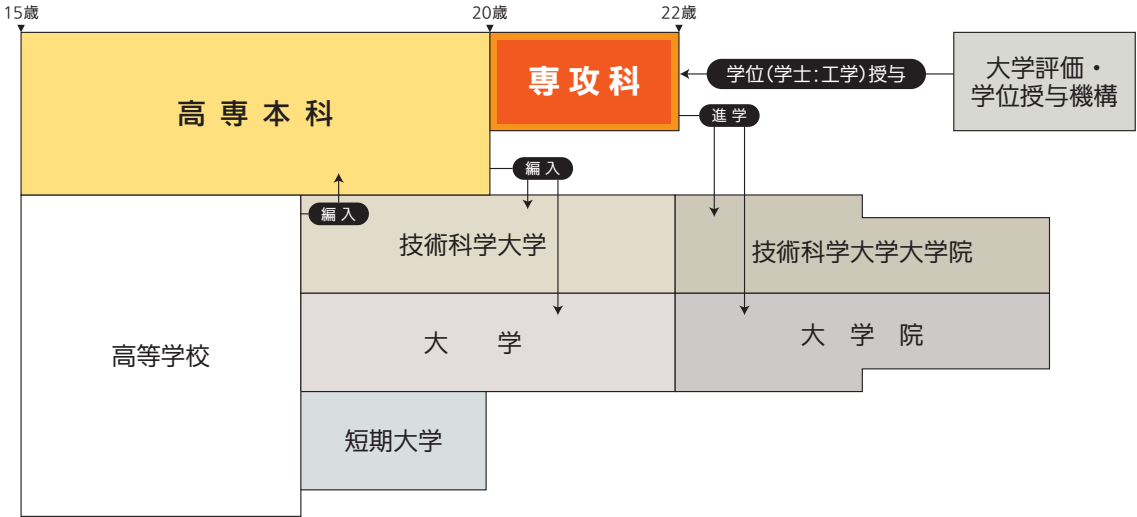 15歳
20歳
22歳
高専本科
専攻科
学位(学士:工学)授与
大学評価・
学位授与機構
進学
編入
編入
技術科学大学
技術科学大学大学院
高等学校
大学
大学院
短期大学